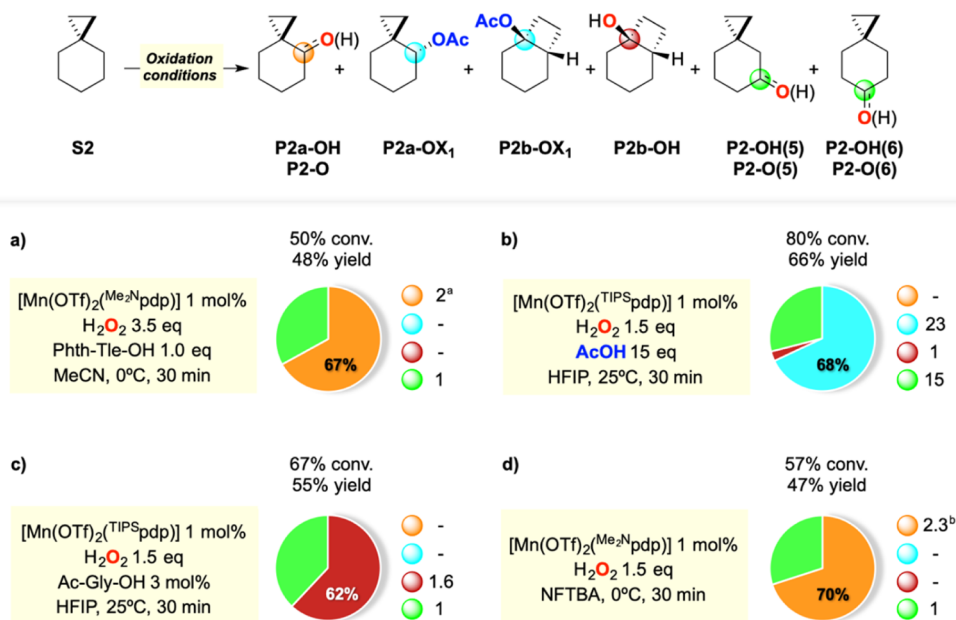 Oxidation
conditions
O(H)
+
OAc
+
AcO
H
+
HO
H
+
O(H)
+
O(H)
S2
P2a-OH
P2-O
P2a-OX₁
P2b-OX₁
P2b-OH
P2-OH(5)
P2-O(5)
P2-OH(6)
P2-O(6)
a)
50% conv.
48% yield
[Mn(OTf)₂(ᴹᵉ²ᴺpdp)] 1 mol%
H₂O₂ 3.5 eq
Phth-Tle-OH 1.0 eq
MeCN, 0ºC, 30 min
67%
2ᵃ
-
-
1
b)
80% conv.
66% yield
[Mn(OTf)₂(ᵀᴵᴾˢpdp)] 1 mol%
H₂O₂ 1.5 eq
AcOH 15 eq
HFIP, 25ºC, 30 min
68%
-
23
1
15
c)
67% conv.
55% yield
[Mn(OTf)₂(ᵀᴵᴾˢpdp)] 1 mol%
H₂O₂ 1.5 eq
Ac-Gly-OH 3 mol%
HFIP, 25ºC, 30 min
62%
-
-
1.6
1
d)
57% conv.
47% yield
[Mn(OTf)₂(ᴹᵉ²ᴺpdp)] 1 mol%
H₂O₂ 1.5 eq
NFTBA, 0ºC, 30 min
70%
2.3ᵇ
-
-
1